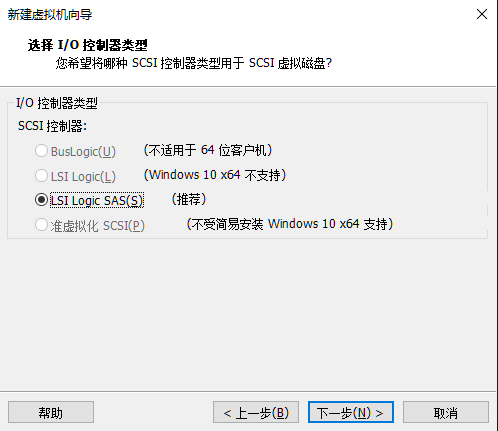 新建虚拟机向导
选择 I/O 控制器类型
您希望将哪种 SCSI 控制器类型用于 SCSI 虚拟磁盘?
I/O 控制器类型
SCSI 控制器:
BusLogic(U) (不适用于 64 位客户机)
LSI Logic(L) (Windows 10 x64 不支持)
LSI Logic SAS(S) (推荐)
准虚拟化 SCSI(P) (不受简易安装 Windows 10 x64 支持)
帮助 < 上一步(B) 下一步(N) > 取消